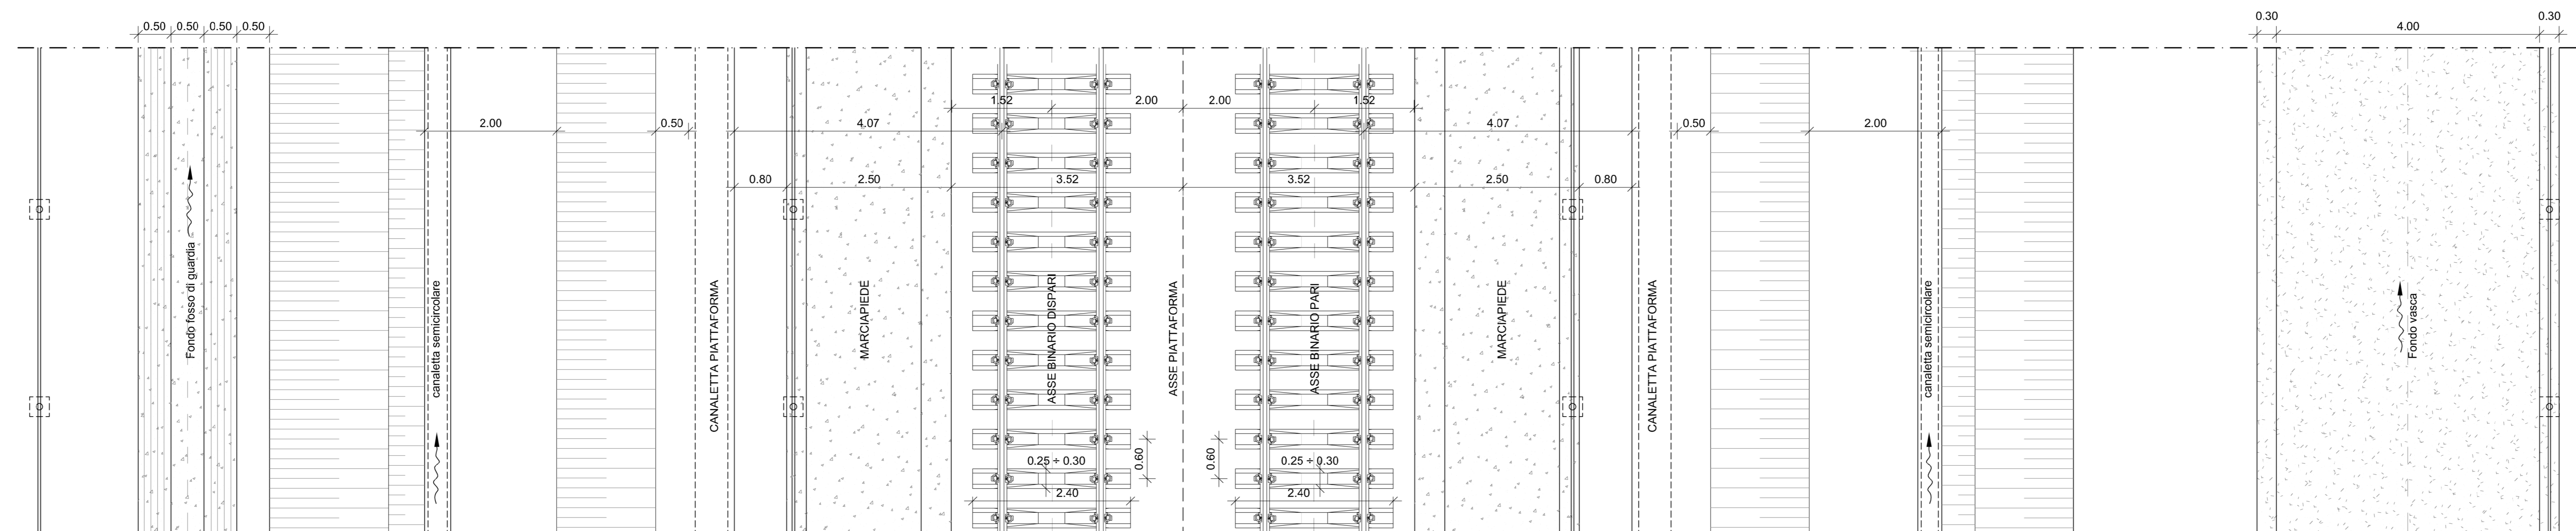 0.50 0.50 0.50 0.50
0.30 4.00 0.30
1.52 2.00 2.00 1.52
2.00 0.50 4.07 4.07 0.50 2.00
0.80 2.50 3.52 3.52 2.50 0.80
Fondo fosso di guardia
canaletta semicircolare
CANALETTA PIATTAFORMA
MARCIAPIEDE
ASSE BINARIO DISPARI
ASSE PIATTAFORMA
ASSE BINARIO PARI
MARCIAPIEDE
CANALETTA PIATTAFORMA
canaletta semicircolare
Fondo vasca
0.25 ÷ 0.30
0.60
0.60
0.25 ÷ 0.30
2.40
2.40